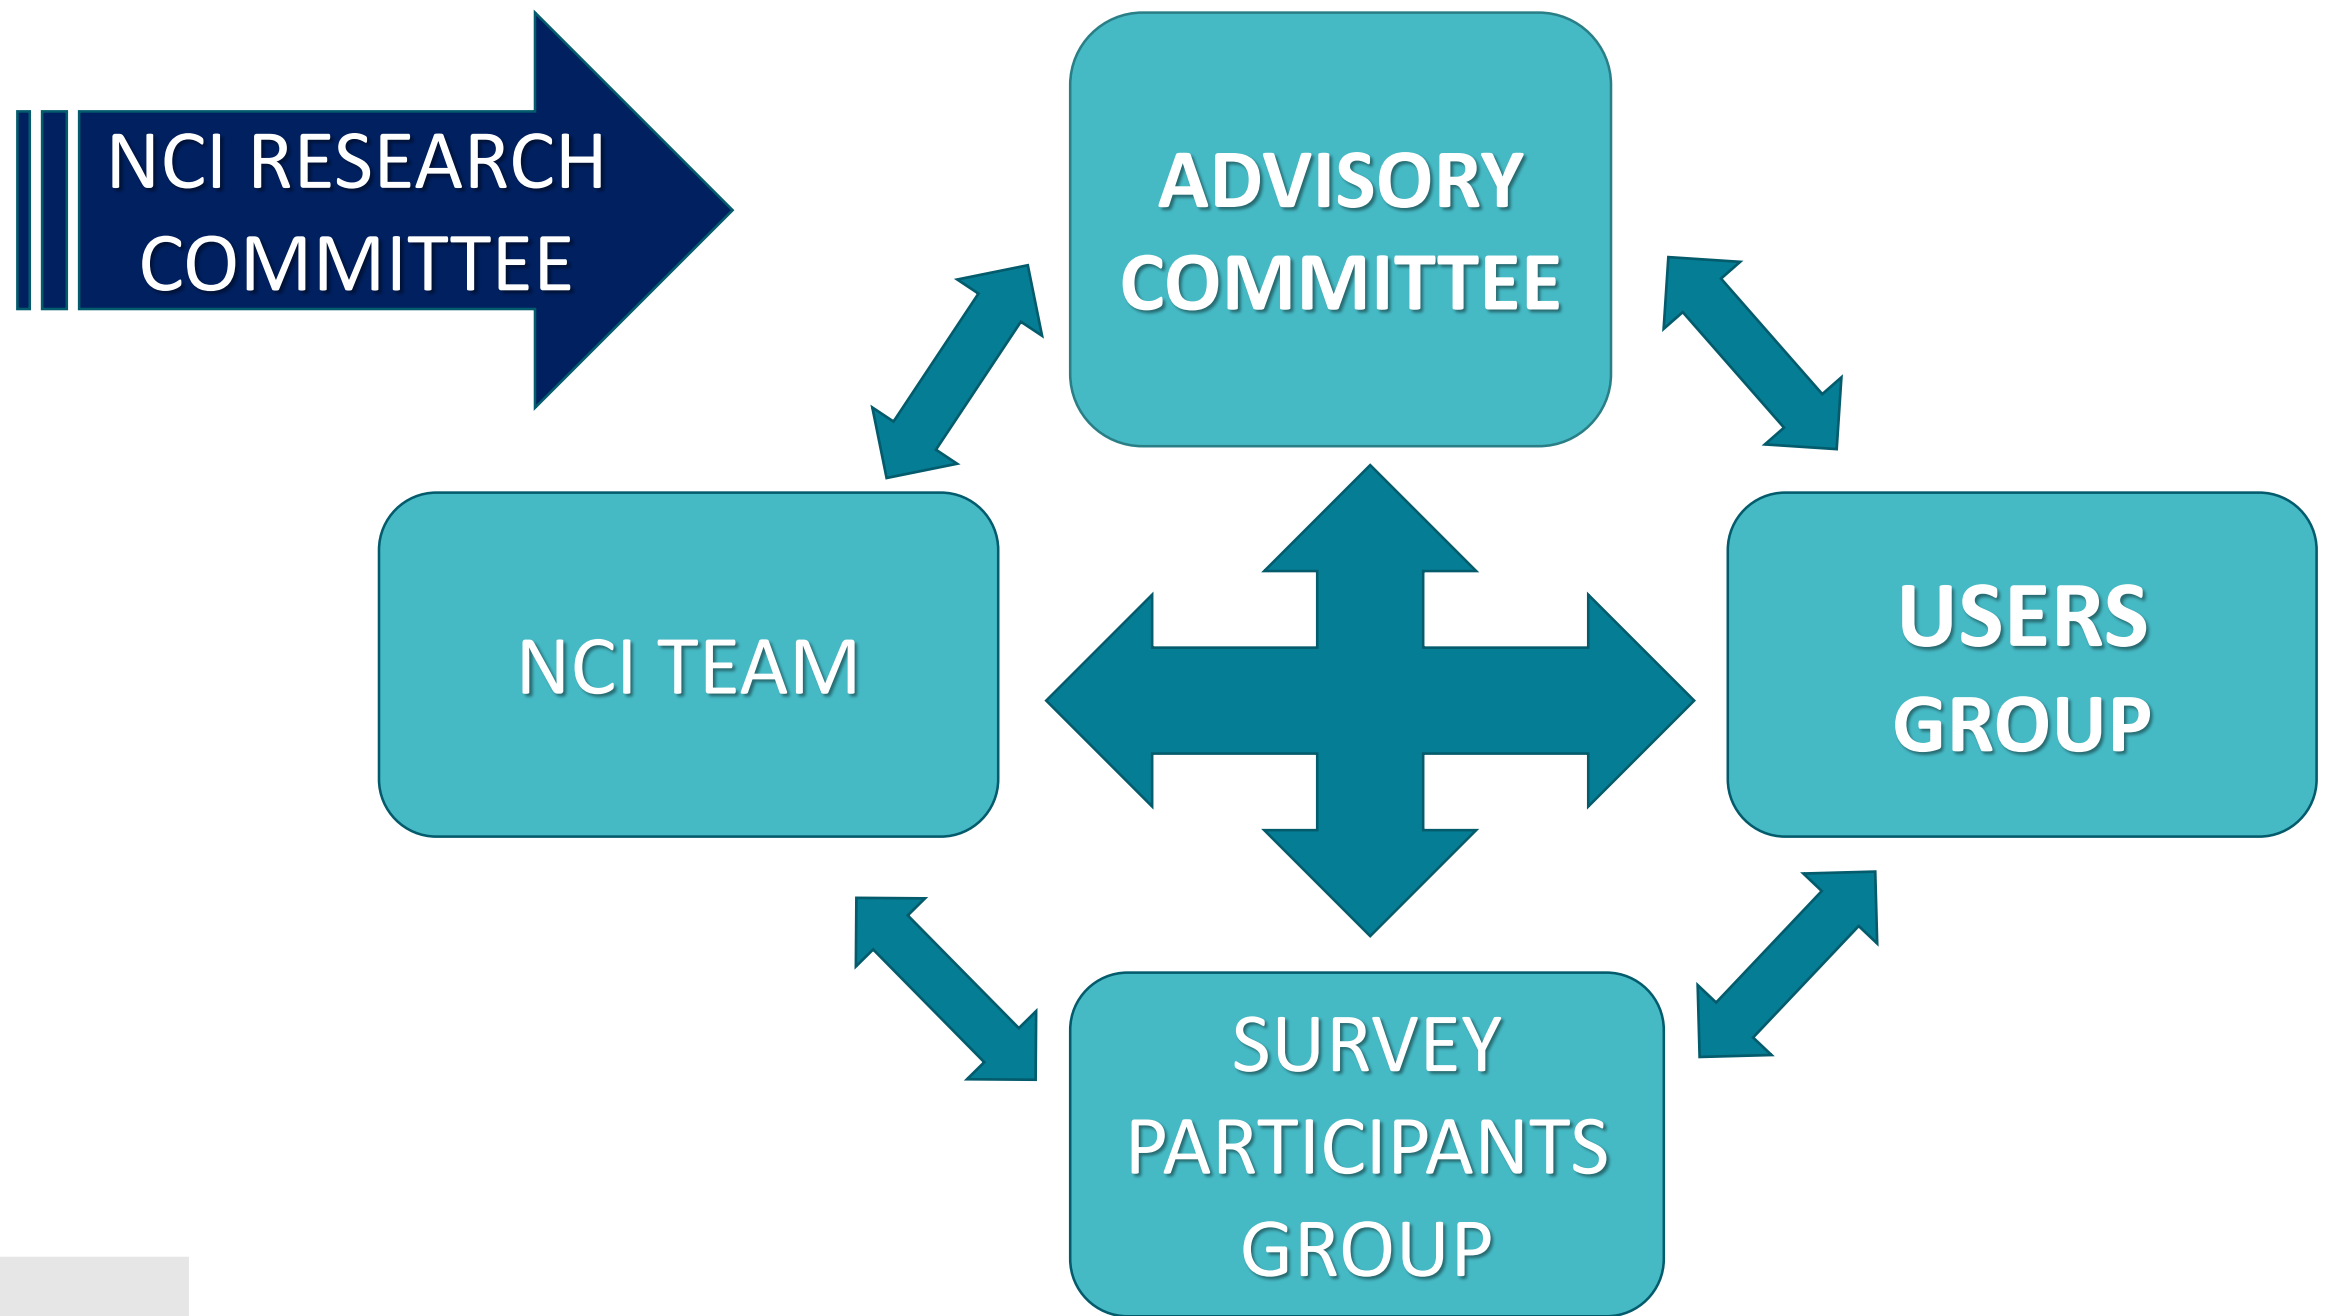 NCI RESEARCH
COMMITTEE
ADVISORY
COMMITTEE
NCI TEAM
USERS
GROUP
SURVEY
PARTICIPANTS
GROUP